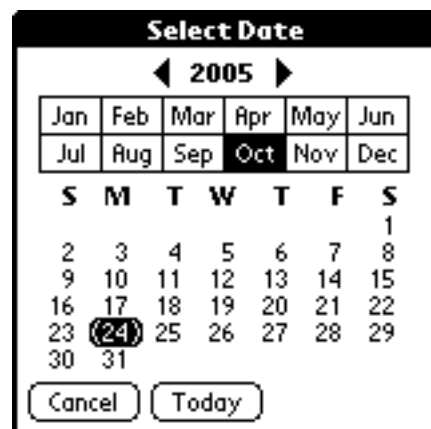 Select Date
2005
Jan Feb Mar Apr May Jun
Jul Aug Sep Oct Nov Dec
S M T W T F S
1
2 3 4 5 6 7 8
9 10 11 12 13 14 15
16 17 18 19 20 21 22
23 24 25 26 27 28 29
30 31
Cancel Today